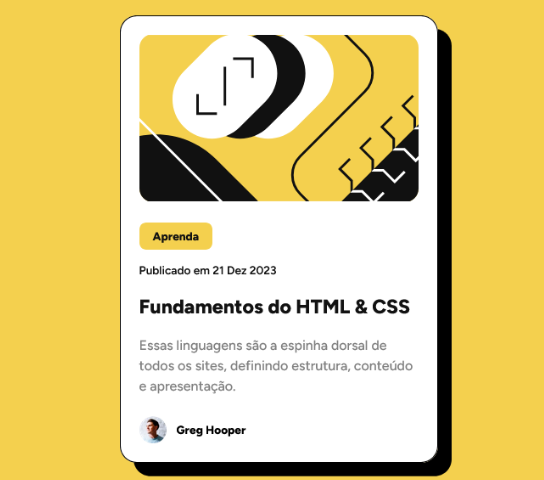 Aprenda
Publicado em 21 Dez 2023
Fundamentos do HTML & CSS
Essas linguagens são a espinha dorsal de
todos os sites, definindo estrutura, conteúdo
e apresentação.
Greg Hooper